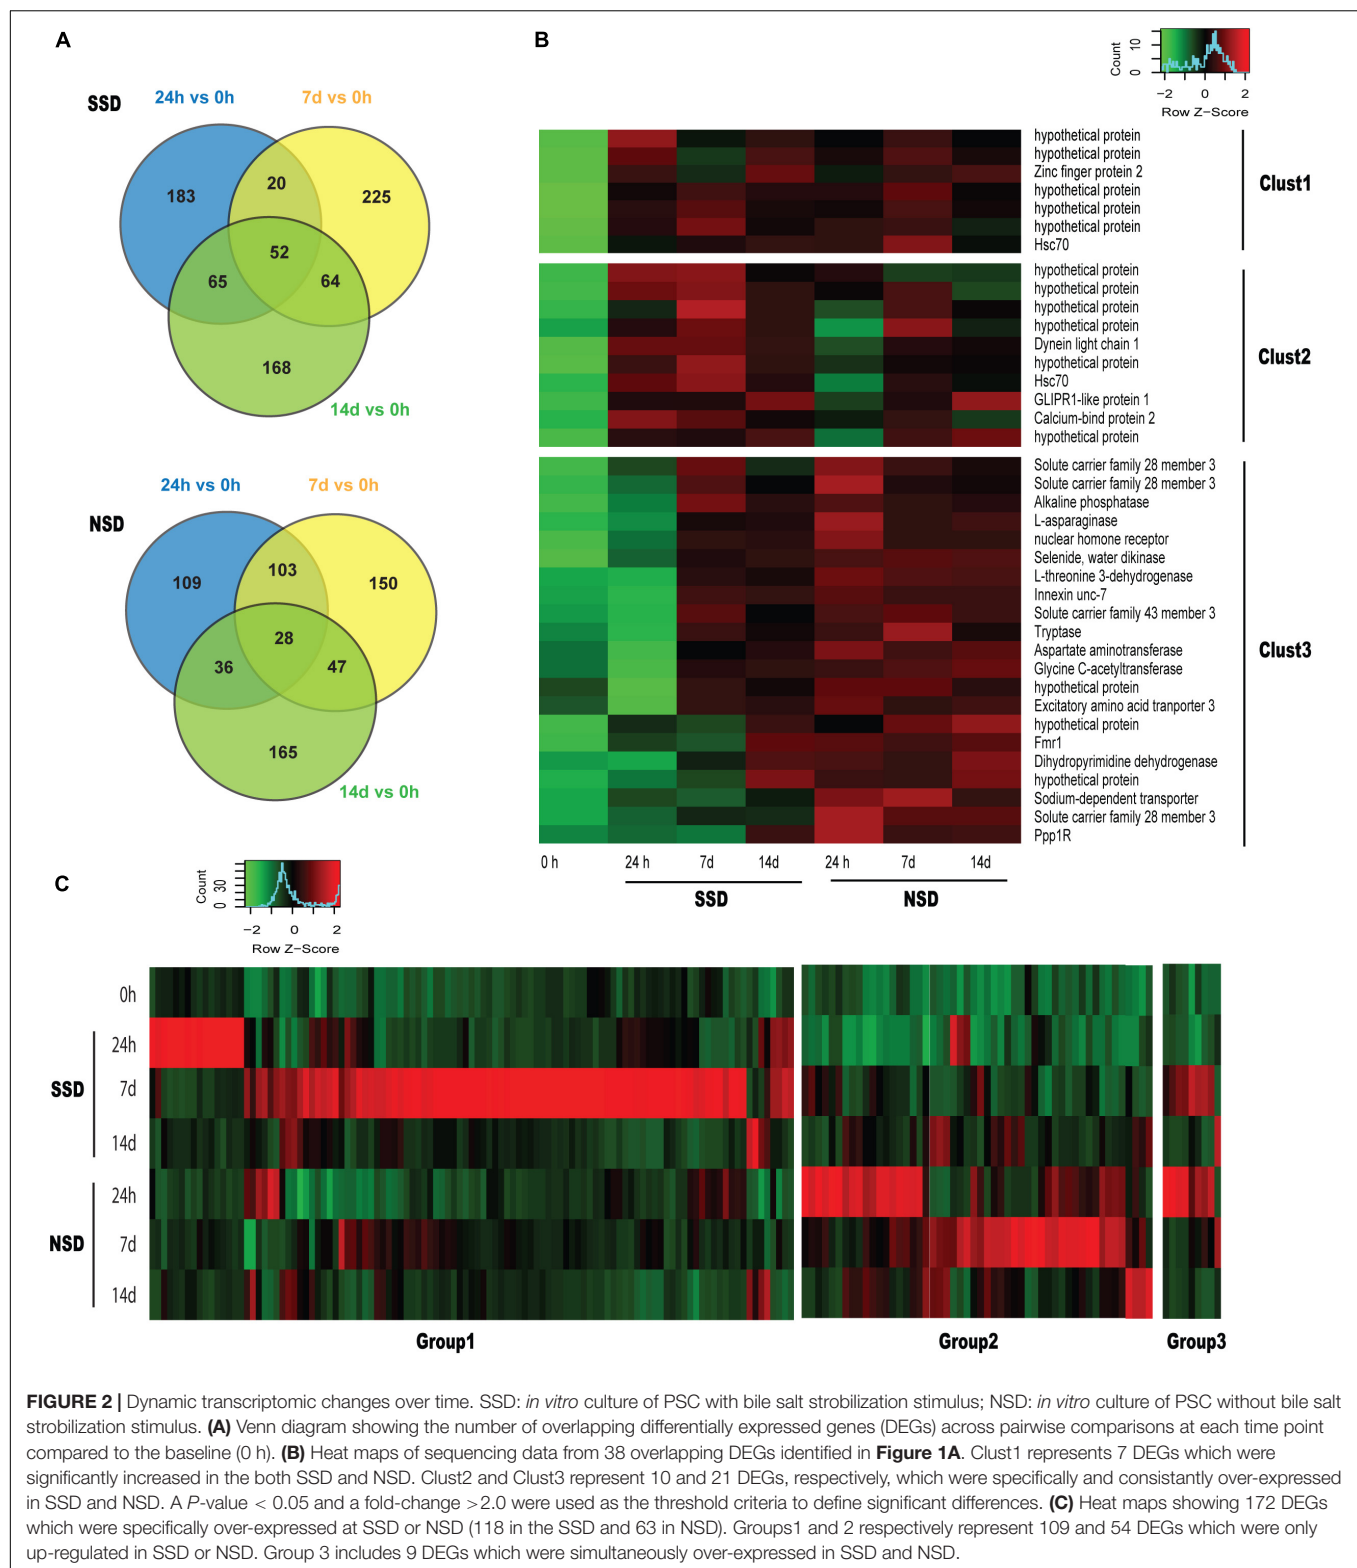 A
SSD
24h vs 0h
7d vs 0h
183
20
225
52
65
64
168
14d vs 0h
NSD
24h vs 0h
7d vs 0h
109
103
150
28
36
47
165
14d vs 0h
B
Count
0 10
−2 0 2
Row Z−Score
hypothetical protein
hypothetical protein
Zinc finger protein 2
hypothetical protein
hypothetical protein
hypothetical protein
Hsc70
Clust1
hypothetical protein
hypothetical protein
hypothetical protein
hypothetical protein
Dynein light chain 1
hypothetical protein
Hsc70
GLIPR1-like protein 1
Calcium-bind protein 2
hypothetical protein
Clust2
Solute carrier family 28 member 3
Solute carrier family 28 member 3
Alkaline phosphatase
L-asparaginase
nuclear homone receptor
Selenide, water dikinase
L-threonine 3-dehydrogenase
Innexin unc-7
Solute carrier family 43 member 3
Tryptase
Aspartate aminotransferase
Glycine C-acetyltransferase
hypothetical protein
Excitatory amino acid tranporter 3
hypothetical protein
Fmr1
Dihydropyrimidine dehydrogenase
hypothetical protein
Sodium-dependent transporter
Solute carrier family 28 member 3
Ppp1R
Clust3
0 h 24 h 7d 14d 24 h 7d 14d
SSD NSD
C
Count
0 30
−2 0 2
Row Z−Score
0h
24h
SSD 7d
14d
24h
NSD 7d
14d
Group1 Group2 Group3
FIGURE 2 | Dynamic transcriptomic changes over time. SSD: in vitro culture of PSC with bile salt strobilization stimulus; NSD: in vitro culture of PSC without bile salt
strobilization stimulus. (A) Venn diagram showing the number of overlapping differentially expressed genes (DEGs) across pairwise comparisons at each time point
compared to the baseline (0 h). (B) Heat maps of sequencing data from 38 overlapping DEGs identified in Figure 1A. Clust1 represents 7 DEGs which were
significantly increased in the both SSD and NSD. Clust2 and Clust3 represent 10 and 21 DEGs, respectively, which were specifically and consistantly over-expressed
in SSD and NSD. A P-value < 0.05 and a fold-change >2.0 were used as the threshold criteria to define significant differences. (C) Heat maps showing 172 DEGs
which were specifically over-expressed at SSD or NSD (118 in the SSD and 63 in NSD). Groups1 and 2 respectively represent 109 and 54 DEGs which were only
up-regulated in SSD or NSD. Group 3 includes 9 DEGs which were simultaneously over-expressed in SSD and NSD.